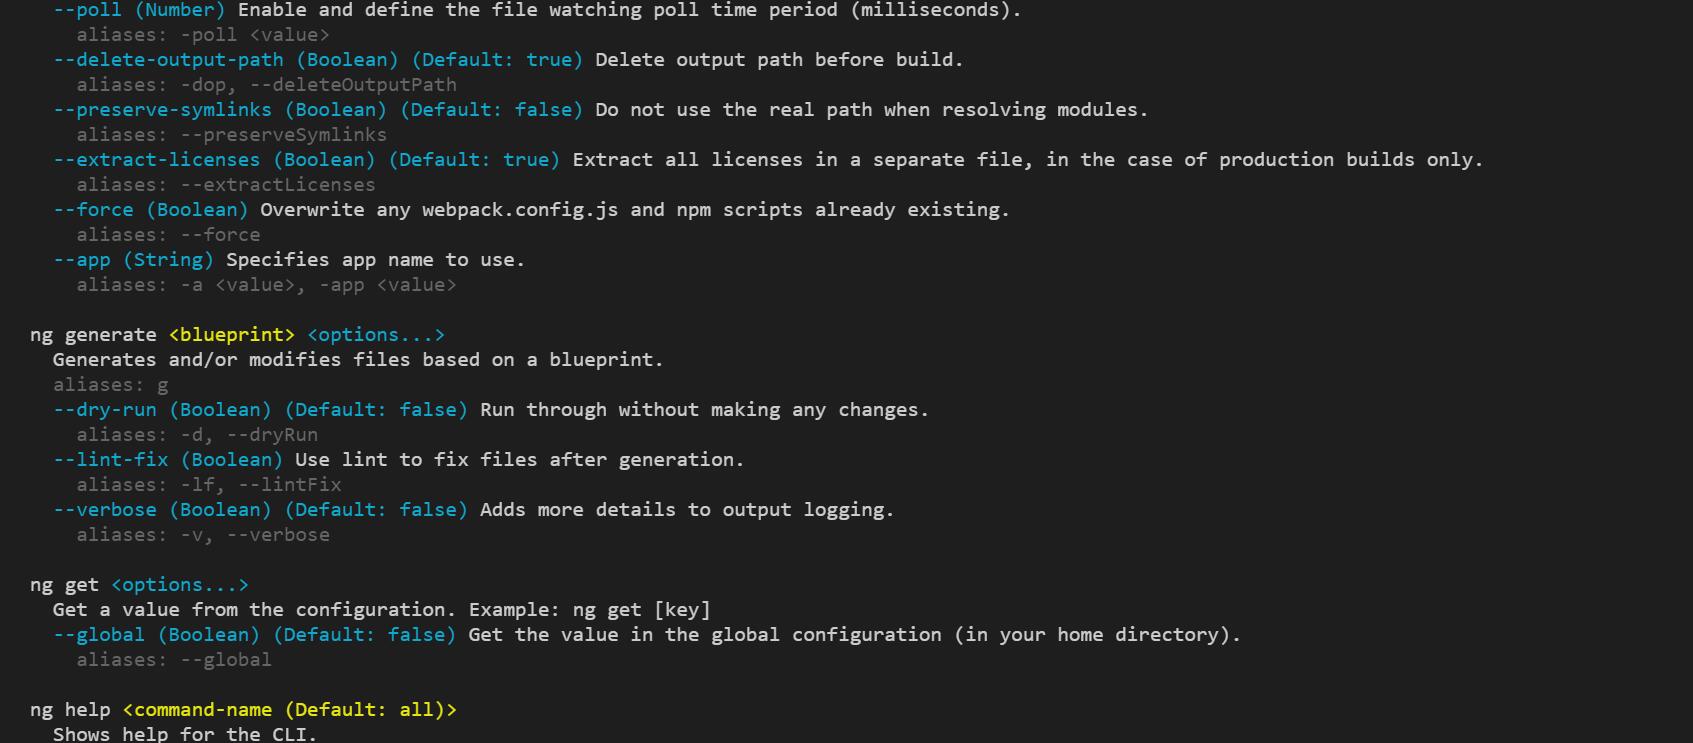 --poll (Number) Enable and define the file watching poll time period (milliseconds).
aliases: -poll <value>
--delete-output-path (Boolean) (Default: true) Delete output path before build.
aliases: -dop, --deleteOutputPath
--preserve-symlinks (Boolean) (Default: false) Do not use the real path when resolving modules.
aliases: --preserveSymlinks
--extract-licenses (Boolean) (Default: true) Extract all licenses in a separate file, in the case of production builds only.
aliases: --extractLicenses
--force (Boolean) Overwrite any webpack.config.js and npm scripts already existing.
aliases: --force
--app (String) Specifies app name to use.
aliases: -a <value>, -app <value>
ng generate <blueprint> <options...>
Generates and/or modifies files based on a blueprint.
aliases: g
--dry-run (Boolean) (Default: false) Run through without making any changes.
aliases: -d, --dryRun
--lint-fix (Boolean) Use lint to fix files after generation.
aliases: -lf, --lintFix
--verbose (Boolean) (Default: false) Adds more details to output logging.
aliases: -v, --verbose
ng get <options...>
Get a value from the configuration. Example: ng get [key]
--global (Boolean) (Default: false) Get the value in the global configuration (in your home directory).
aliases: --global
ng help <command-name (Default: all)>
Shows help for the CLI.